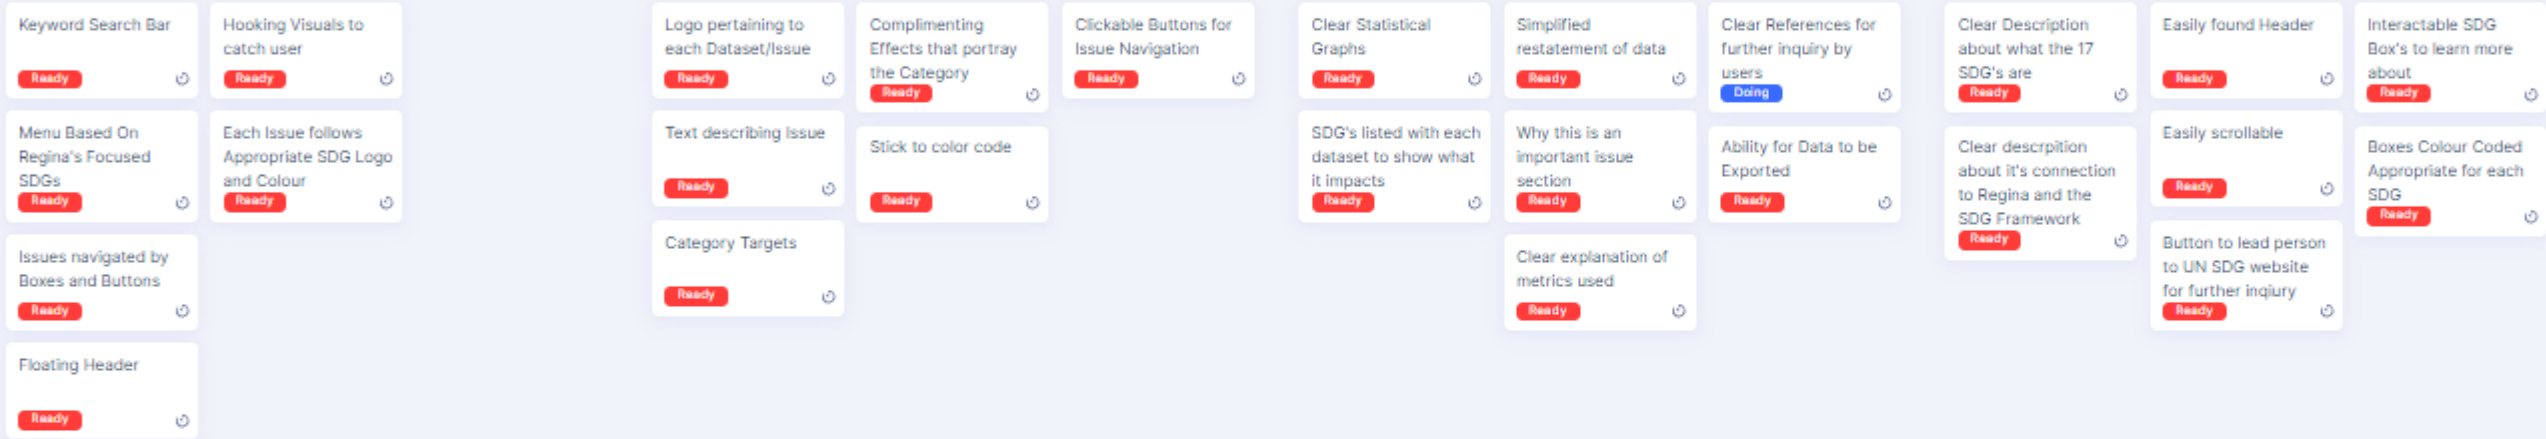 Keyword Search Bar
Ready
Menu Based On
Regina's Focused
SDGs
Ready
Issues navigated by
Boxes and Buttons
Ready
Floating Header
Ready
Hooking Visuals to
catch user
Ready
Each Issue follows
Appropriate SDG Logo
and Colour
Ready
Logo pertaining to
each Dataset/Issue
Ready
Text describing Issue
Ready
Category Targets
Ready
Complimenting
Effects that portray
the Category
Ready
Stick to color code
Ready
Clickable Buttons for
Issue Navigation
Ready
Clear Statistical
Graphs
Ready
SDG's listed with each
dataset to show what
it impacts
Ready
Simplified
restatement of data
Ready
Why this is an
important issue
section
Ready
Clear explanation of
metrics used
Ready
Clear References for
further inquiry by
users
Doing
Ability for Data to be
Exported
Ready
Clear Description
about what the 17
SDG's are
Ready
Clear descrpition
about it's connection
to Regina and the
SDG Framework
Ready
Easily found Header
Ready
Easily scrollable
Ready
Button to lead person
to UN SDG website
for further inqiury
Ready
Interactable SDG
Box's to learn more
about
Ready
Boxes Colour Coded
Appropriate for each
SDG
Ready